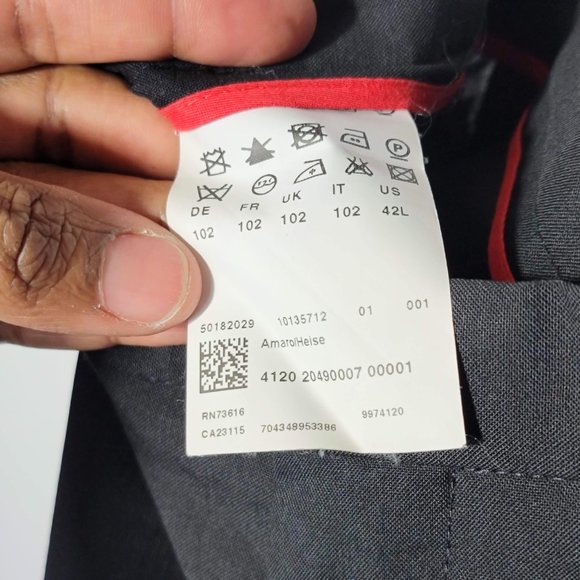 DE FR UK IT US
102 102 102 102 42L
50182029 10135712 01 001
Amaro/Heise
4120 20490007 00001
RN73616 9974120
CA23115 704348953386